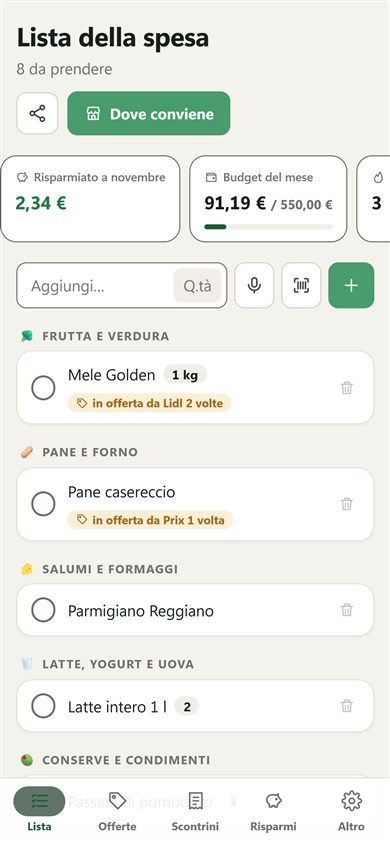 Lista della spesa
8 da prendere
Dove conviene
Risparmiato a novembre
2,34 €
Budget del mese
91,19 € / 550,00 €
3
Aggiungi...
Q.tà
FRUTTA E VERDURA
Mele Golden 1 kg
in offerta da Lidl 2 volte
PANE E FORNO
Pane casereccio
in offerta da Prix 1 volta
SALUMI E FORMAGGI
Parmigiano Reggiano
LATTE, YOGURT E UOVA
Latte intero 1 l 2
CONSERVE E CONDIMENTI
Passata di pomodoro 3
Lista
Offerte
Scontrini
Risparmi
Altro